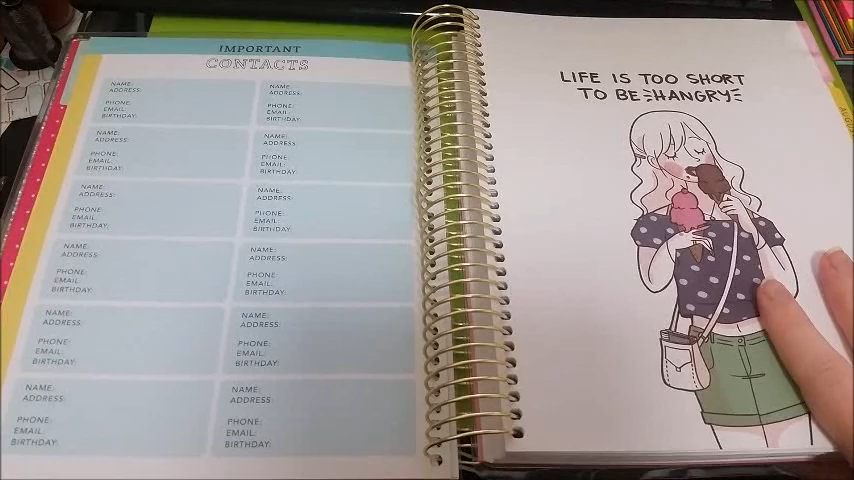 IMPORTANT
CONTACTS
NAME:
ADDRESS:
PHONE:
EMAIL:
BIRTHDAY:
NAME:
ADDRESS:
PHONE:
EMAIL:
BIRTHDAY:
NAME:
ADDRESS:
PHONE:
EMAIL:
BIRTHDAY:
NAME:
ADDRESS:
PHONE:
EMAIL:
BIRTHDAY:
NAME:
ADDRESS:
PHONE:
EMAIL:
BIRTHDAY:
NAME:
ADDRESS:
PHONE:
EMAIL:
BIRTHDAY:
NAME:
ADDRESS:
PHONE:
EMAIL:
BIRTHDAY:
NAME:
ADDRESS:
PHONE:
EMAIL:
BIRTHDAY:
NAME:
ADDRESS:
PHONE:
EMAIL:
BIRTHDAY:
NAME:
ADDRESS:
PHONE:
EMAIL:
BIRTHDAY:
NAME:
ADDRESS:
PHONE:
EMAIL:
BIRTHDAY:
NAME:
ADDRESS:
PHONE:
EMAIL:
BIRTHDAY:
LIFE IS TOO SHORT
TO BE HANGRY
AUGUST